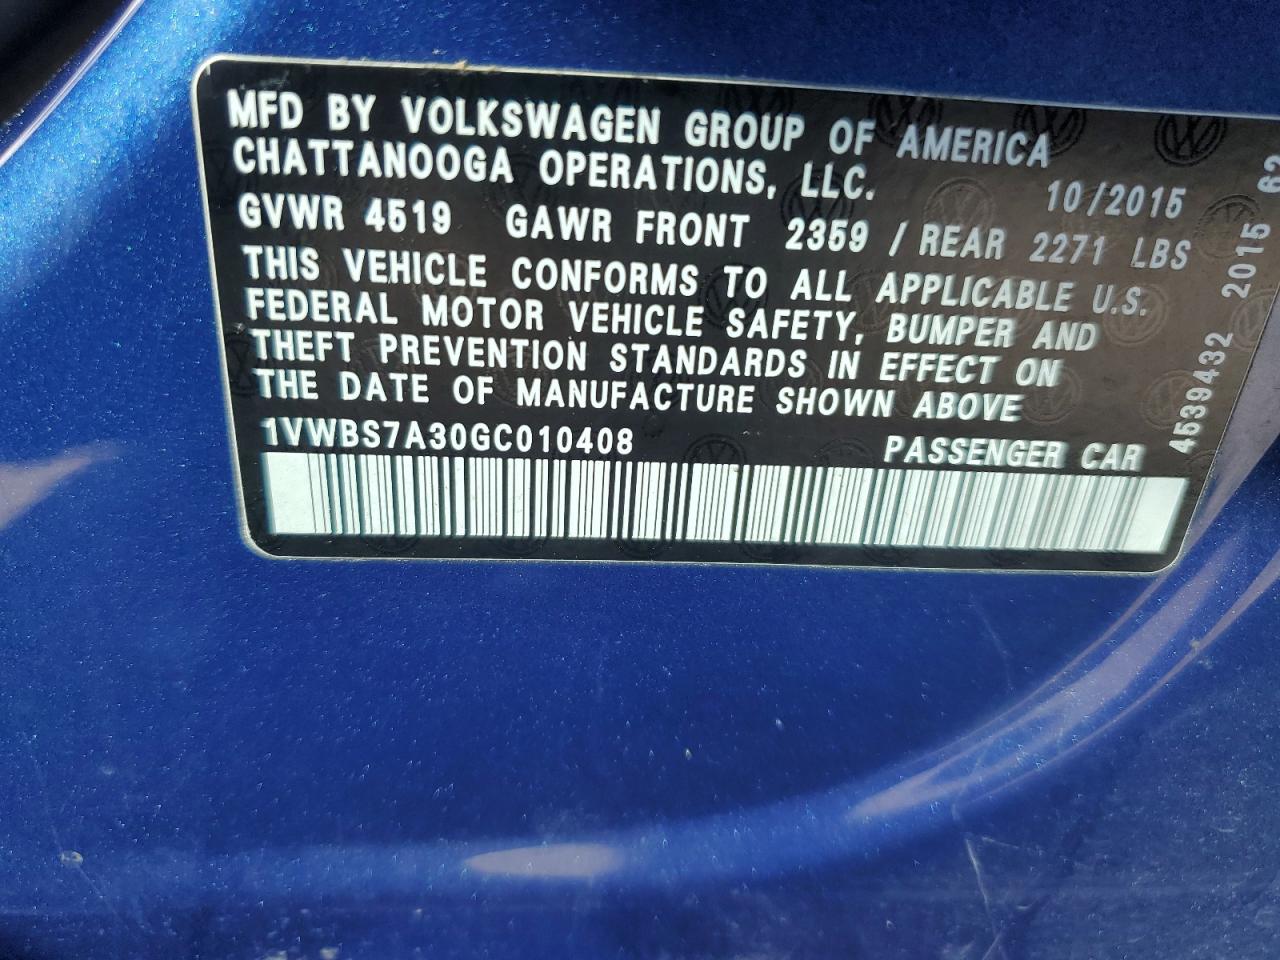 MFD BY VOLKSWAGEN GROUP OF AMERICA
CHATTANOOGA OPERATIONS, LLC. 10/2015
GVWR 4519 GAWR FRONT 2359 / REAR 2271 LBS
THIS VEHICLE CONFORMS TO ALL APPLICABLE U.S.
FEDERAL MOTOR VEHICLE SAFETY, BUMPER AND
THEFT PREVENTION STANDARDS IN EFFECT ON
THE DATE OF MANUFACTURE SHOWN ABOVE
1VWBS7A30GC010408 PASSENGER CAR
4539432 2015 62